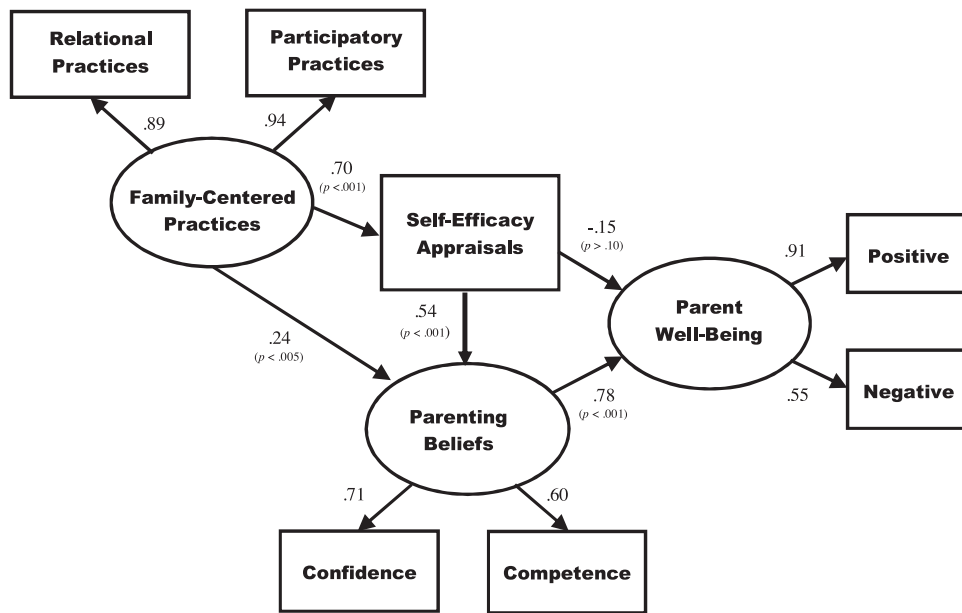 Relational
Practices
Participatory
Practices
.89
.94
Family-Centered
Practices
.70
(p <.001)
Self-Efficacy
Appraisals
-.15
(p > .10)
.91
Positive
Parent
Well-Being
.24
(p <.005)
.54
(p <.001)
.78
(p <.001)
.55
Negative
Parenting
Beliefs
.71
.60
Confidence
Competence